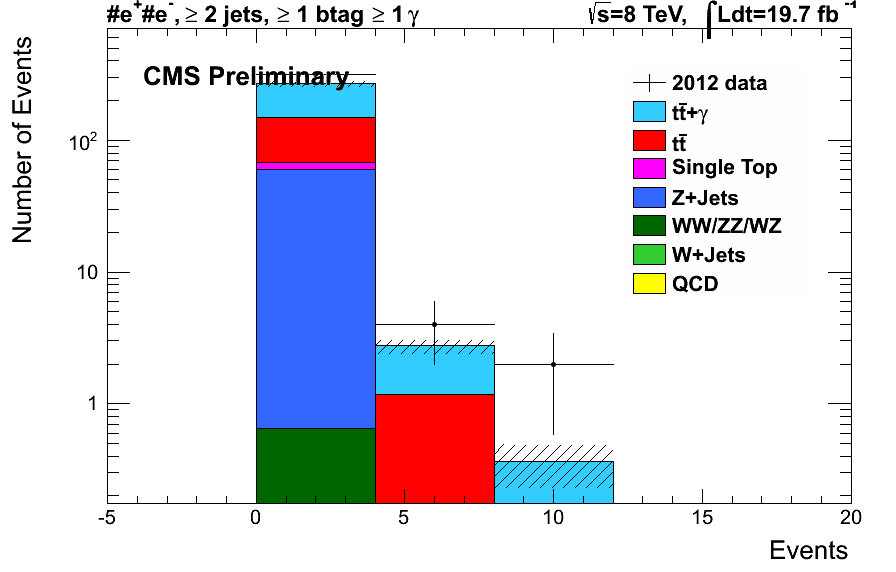 #e⁺#e⁻, ≥ 2 jets, ≥ 1 btag ≥ 1 γ
√s=8 TeV, ∫Ldt=19.7 fb⁻¹
CMS Preliminary
2012 data
tt̄+γ
tt̄
Single Top
Z+Jets
WW/ZZ/WZ
W+Jets
QCD
Number of Events
10²
10
1
-5 0 5 10 15 20
Events